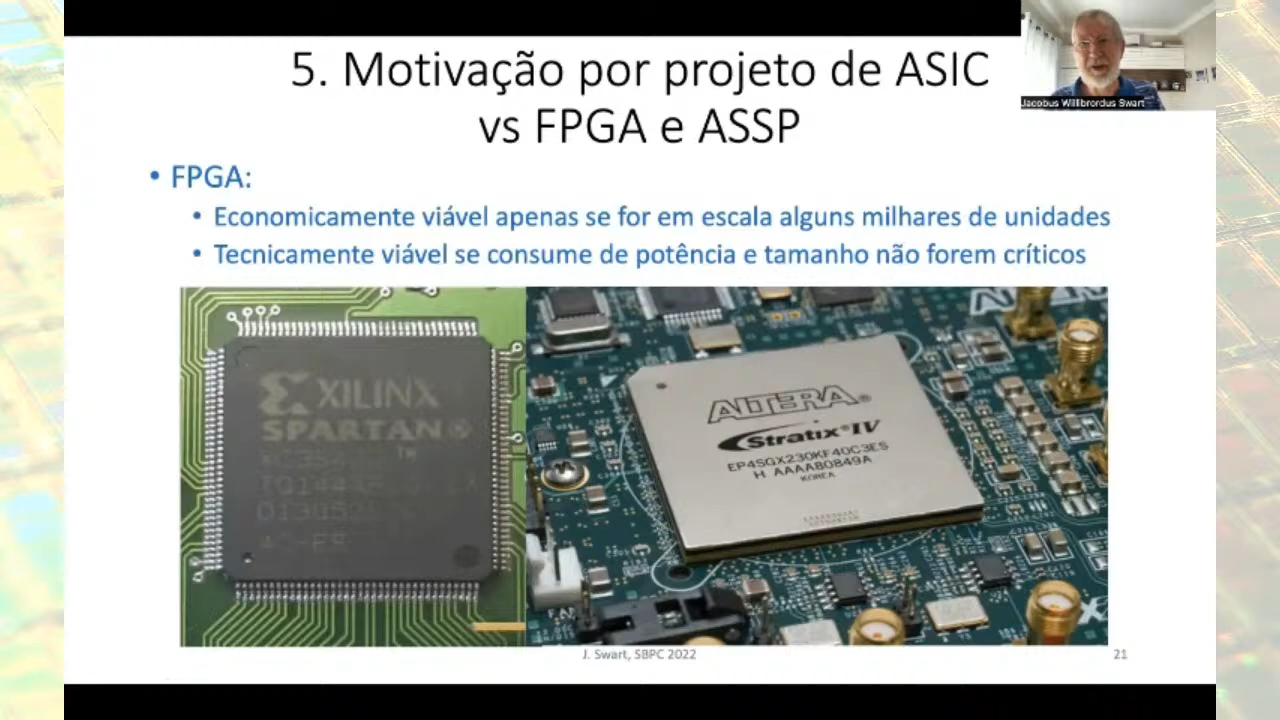 5. Motivação por projeto de ASIC
vs FPGA e ASSP
Jacobus Willibrordus Swart
• FPGA:
• Economicamente viável apenas se for em escala alguns milhares de unidades
• Tecnicamente viável se consume de potência e tamanho não forem críticos
XILINX
SPARTAN®
ALTERA®
Stratix® IV
EP4SGX230KF40C3ES
H AAAAB0849A
KOREA
J. Swart, SBPC 2022
21